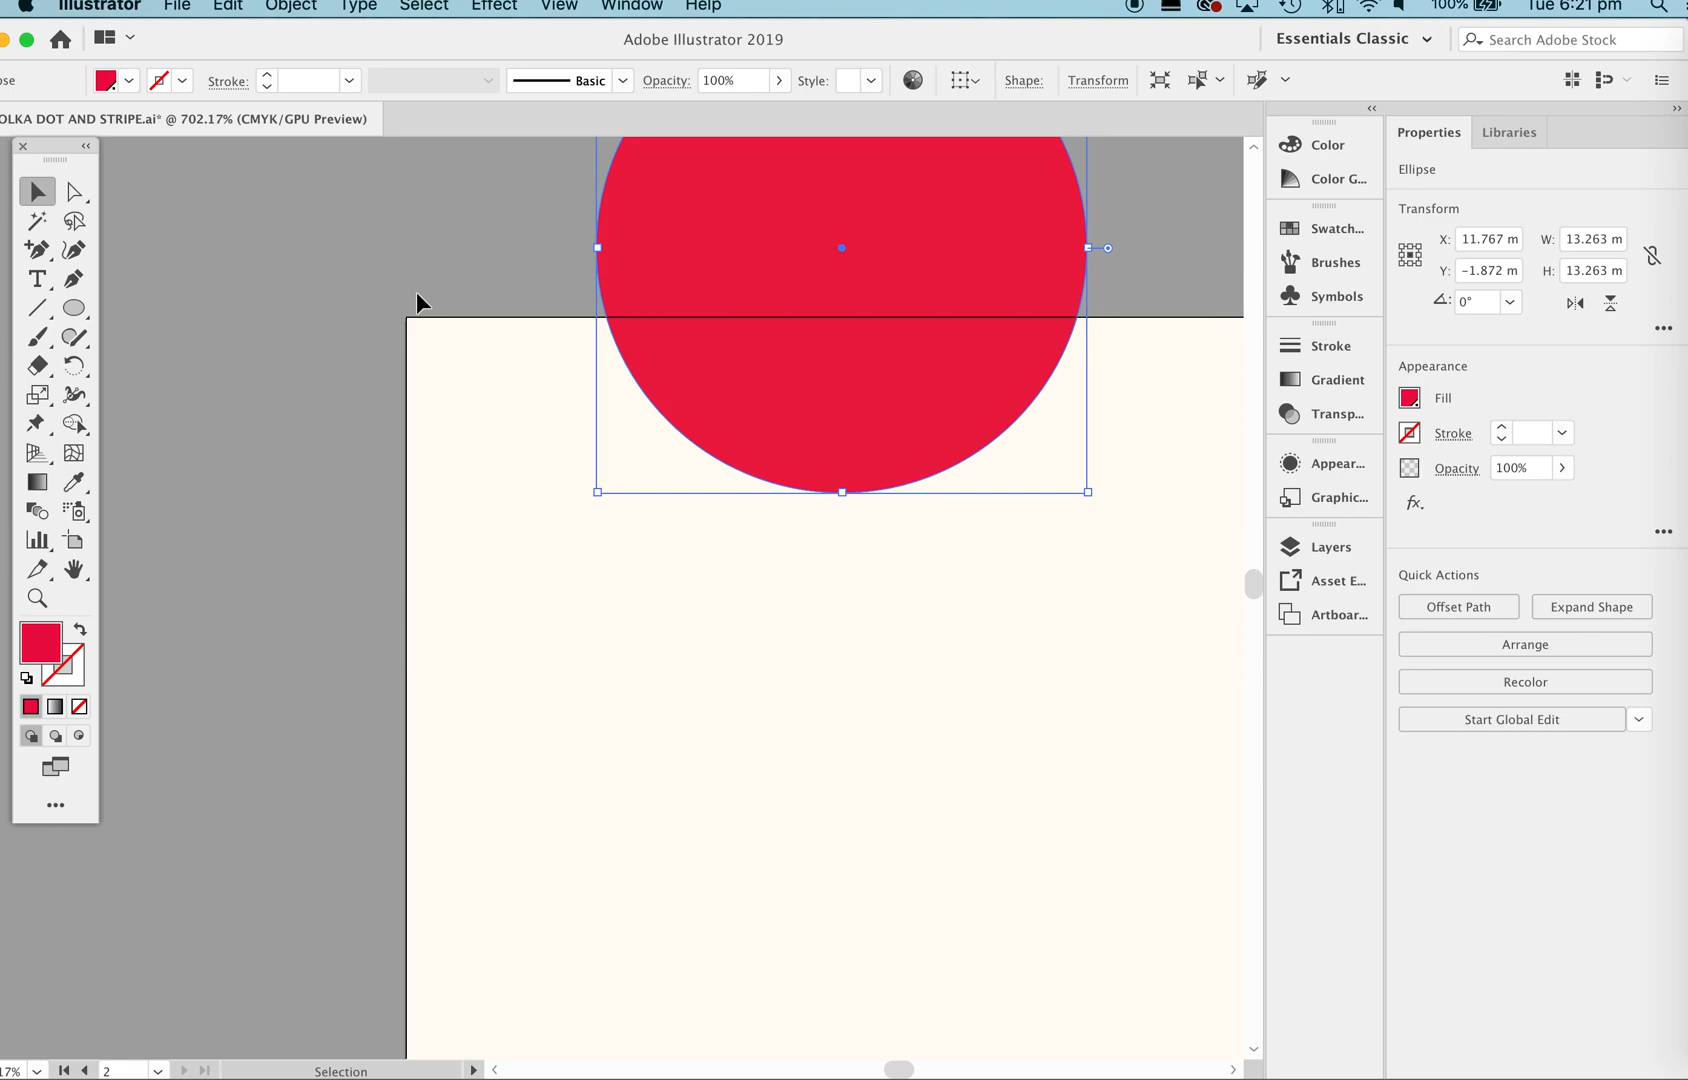 Illustrator File Edit Object Type Select Effect View Window Help 100% Tue 6:21 pm
Adobe Illustrator 2019 Essentials Classic Search Adobe Stock
pse Stroke: Basic Opacity: 100% Style: Shape: Transform
OLKA DOT AND STRIPE.ai* @ 702.17% (CMYK/GPU Preview)
Color
Color G...
Swatch...
Brushes
Symbols
Stroke
Gradient
Transp...
Appear...
Graphic...
Layers
Asset E...
Artboar...
Properties Libraries
Ellipse
Transform
X: 11.767 m W: 13.263 m
Y: -1.872 m H: 13.263 m
0°
Appearance
Fill
Stroke
Opacity 100%
fx.
Quick Actions
Offset Path Expand Shape
Arrange
Recolor
Start Global Edit
17% 2 Selection